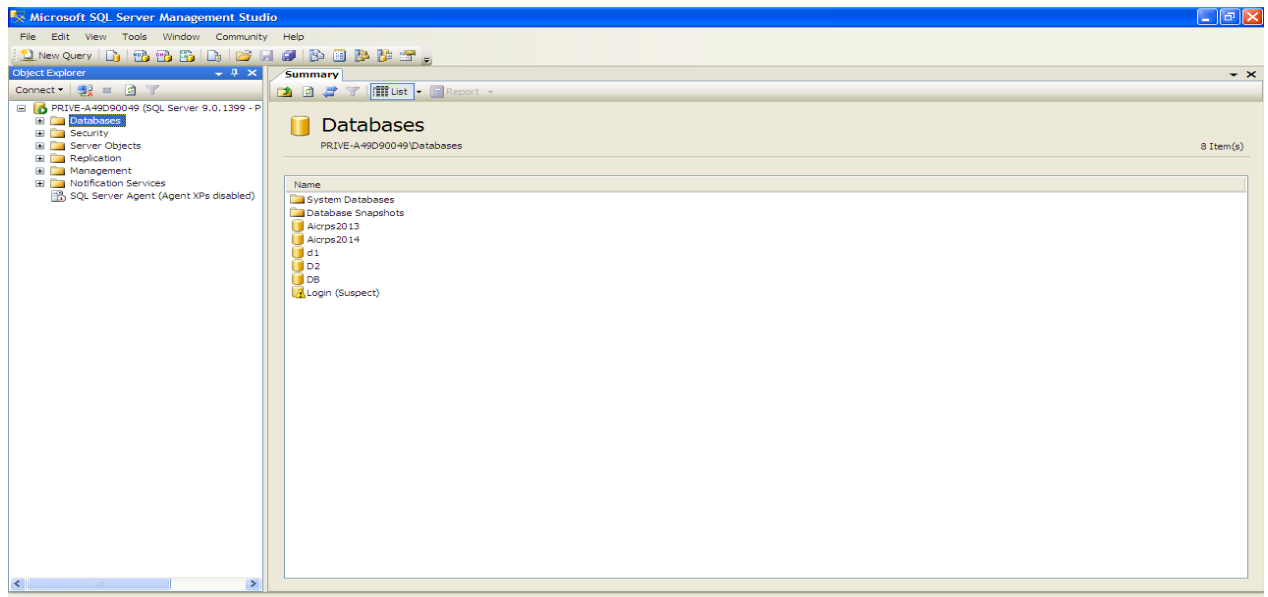 Microsoft SQL Server Management Studio
File Edit View Tools Window Community Help
New Query
Object Explorer
Connect
PRIVE-A49D90049 (SQL Server 9.0.1399 - P
Databases
Security
Server Objects
Replication
Management
Notification Services
SQL Server Agent (Agent XPs disabled)
Summary
List Report
Databases
PRIVE-A49D90049\Databases 8 Item(s)
Name
System Databases
Database Snapshots
Aicrps2013
Aicrps2014
d1
D2
DB
Login (Suspect)